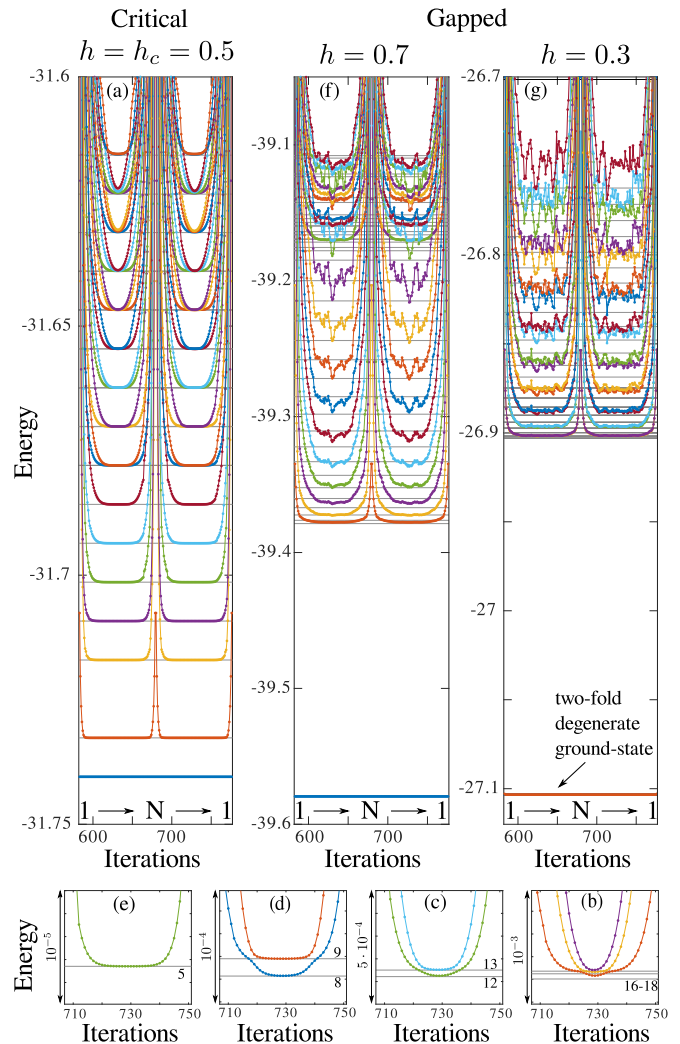 Critical
Gapped
h = h_c = 0.5
h = 0.7
h = 0.3
(a)
(f)
(g)
-31.6
-31.65
-31.7
-31.75
-39.1
-39.2
-39.3
-39.4
-39.5
-39.6
-26.7
-26.8
-26.9
-27
-27.1
Energy
two-fold
degenerate
ground-state
1 → N → 1
1 → N → 1
1 → N → 1
600 700
600 700
600 700
Iterations
Iterations
Iterations
(e)
(d)
(c)
(b)
Energy
10⁻⁵
10⁻⁴
5 · 10⁻⁴
10⁻³
5
9
8
13
12
16-18
710 730 750
710 730 750
710 730 750
710 730 750
Iterations
Iterations
Iterations
Iterations